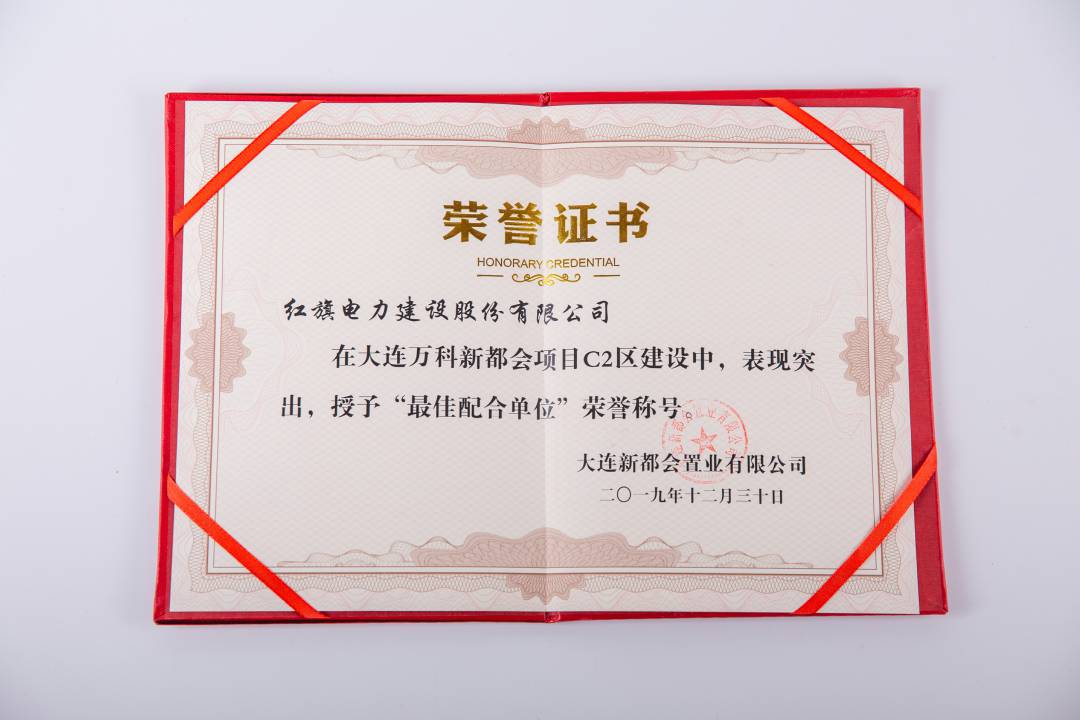 荣誉证书
HONORARY CREDENTIAL
红旗电力建设股份有限公司
在大连万科新都会项目C2区建设中，表现突
出，授予“最佳配合单位”荣誉称号。
大连新都会置业有限公司
二〇一九年十二月三十日